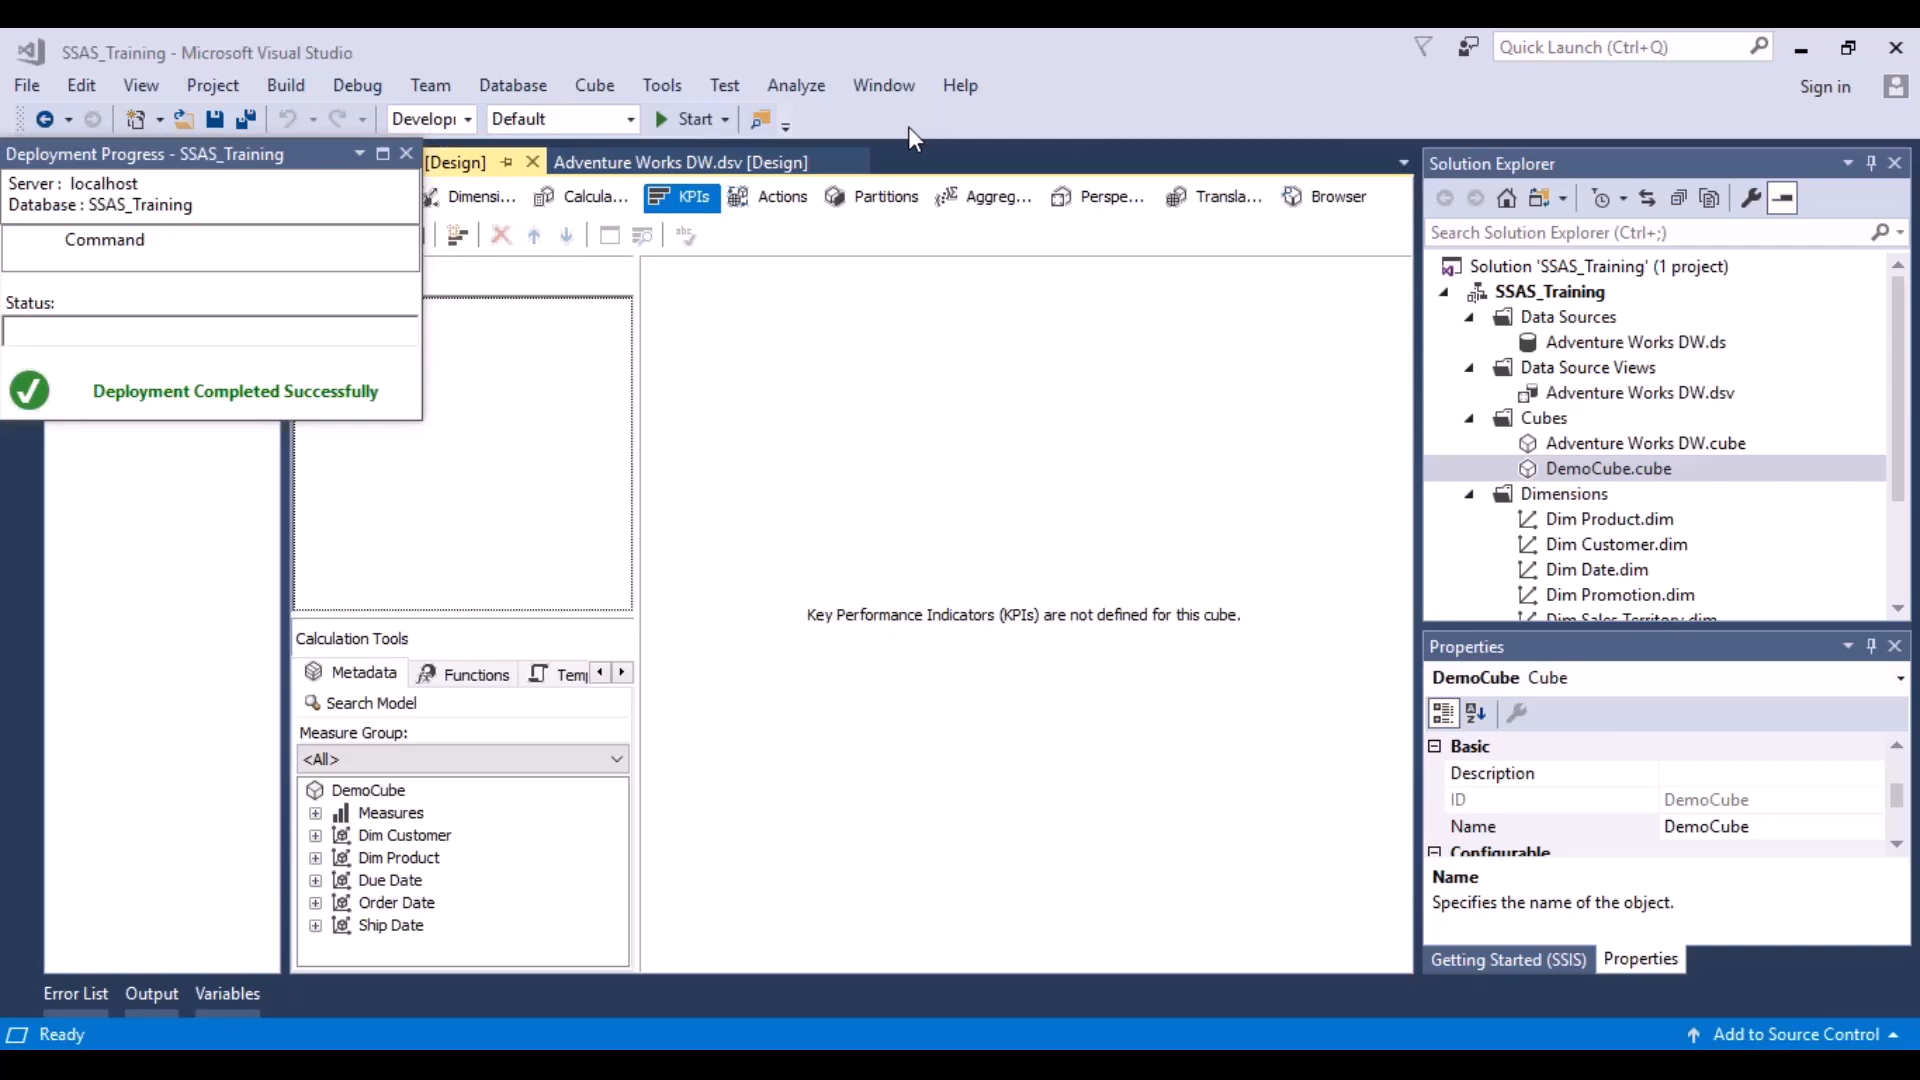 SSAS_Training - Microsoft Visual Studio
Quick Launch (Ctrl+Q)
File Edit View Project Build Debug Team Database Cube Tools Test Analyze Window Help
Sign in
Developi Default Start
Deployment Progress - SSAS_Training
Server : localhost
Database : SSAS_Training
Command
Status:
Deployment Completed Successfully
[Design] Adventure Works DW.dsv [Design]
Dimensi... Calcula... KPIs Actions Partitions Aggreg... Perspe... Transla... Browser
abc
Key Performance Indicators (KPIs) are not defined for this cube.
Calculation Tools
Metadata Functions Temp
Search Model
Measure Group:
<All>
DemoCube
Measures
Dim Customer
Dim Product
Due Date
Order Date
Ship Date
Solution Explorer
Search Solution Explorer (Ctrl+;)
Solution 'SSAS_Training' (1 project)
SSAS_Training
Data Sources
Adventure Works DW.ds
Data Source Views
Adventure Works DW.dsv
Cubes
Adventure Works DW.cube
DemoCube.cube
Dimensions
Dim Product.dim
Dim Customer.dim
Dim Date.dim
Dim Promotion.dim
Dim Sales Territory.dim
Properties
DemoCube Cube
Basic
Description
ID DemoCube
Name DemoCube
Configurable
Name
Specifies the name of the object.
Getting Started (SSIS) Properties
Error List Output Variables
Ready
Add to Source Control